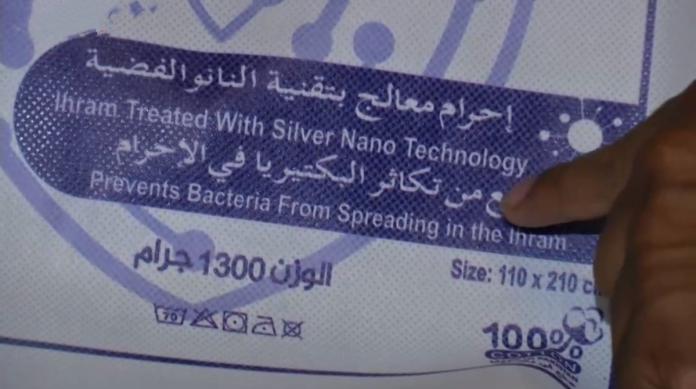 إحرام معالج بتقنية النانو الفضية
Ihram Treated With Silver Nano Technology
من تكاثر البكتيريا في الإحرام
Prevents Bacteria From Spreading in the Ihram
الوزن 1300 جرام
Size: 110 x 210
70
100%
COTTON